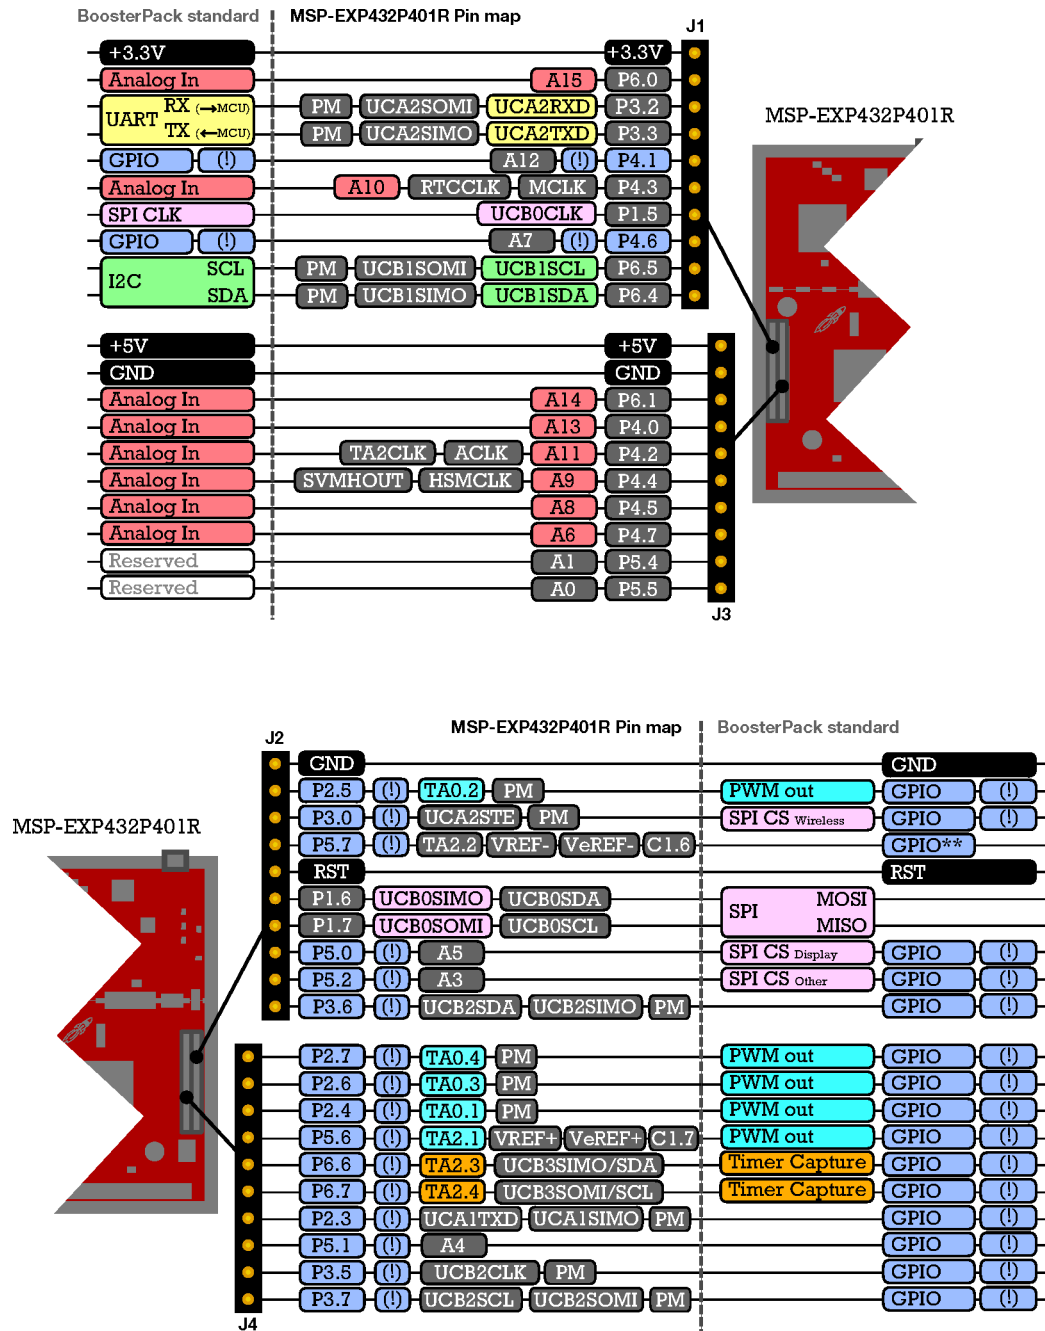 BoosterPack standard MSP-EXP432P401R Pin map
J1
+3.3V +3.3V
Analog In A15 P6.0
UART RX (→MCU) PM UCA2SOMI UCA2RXD P3.2
TX (←MCU) PM UCA2SIMO UCA2TXD P3.3
MSP-EXP432P401R
GPIO (!) A12 (!) P4.1
Analog In A10 RTCCLK MCLK P4.3
SPI CLK UCB0CLK P1.5
GPIO (!) A7 (!) P4.6
I2C SCL PM UCB1SOMI UCB1SCL P6.5
SDA PM UCB1SIMO UCB1SDA P6.4
+5V +5V
GND GND
Analog In A14 P6.1
Analog In A13 P4.0
Analog In TA2CLK ACLK A11 P4.2
Analog In SVMHOUT HSMCLK A9 P4.4
Analog In A8 P4.5
Analog In A6 P4.7
Reserved A1 P5.4
Reserved A0 P5.5
J3
MSP-EXP432P401R Pin map BoosterPack standard
J2
GND GND
P2.5 (!) TA0.2 PM PWM out GPIO (!)
P3.0 (!) UCA2STE PM SPI CS Wireless GPIO (!)
MSP-EXP432P401R
P5.7 (!) TA2.2 VREF- VeREF- C1.6 GPIO**
RST RST
P1.6 UCB0SIMO UCB0SDA SPI MOSI
P1.7 UCB0SOMI UCB0SCL MISO
P5.0 (!) A5 SPI CS Display GPIO (!)
P5.2 (!) A3 SPI CS Other GPIO (!)
P3.6 (!) UCB2SDA UCB2SIMO PM GPIO (!)
P2.7 (!) TA0.4 PM PWM out GPIO (!)
P2.6 (!) TA0.3 PM PWM out GPIO (!)
P2.4 (!) TA0.1 PM PWM out GPIO (!)
P5.6 (!) TA2.1 VREF+ VeREF+ C1.7 PWM out GPIO (!)
P6.6 (!) TA2.3 UCB3SIMO/SDA Timer Capture GPIO (!)
P6.7 (!) TA2.4 UCB3SOMI/SCL Timer Capture GPIO (!)
P2.3 (!) UCA1TXD UCA1SIMO PM GPIO (!)
P5.1 (!) A4 GPIO (!)
P3.5 (!) UCB2CLK PM GPIO (!)
P3.7 (!) UCB2SCL UCB2SOMI PM GPIO (!)
J4